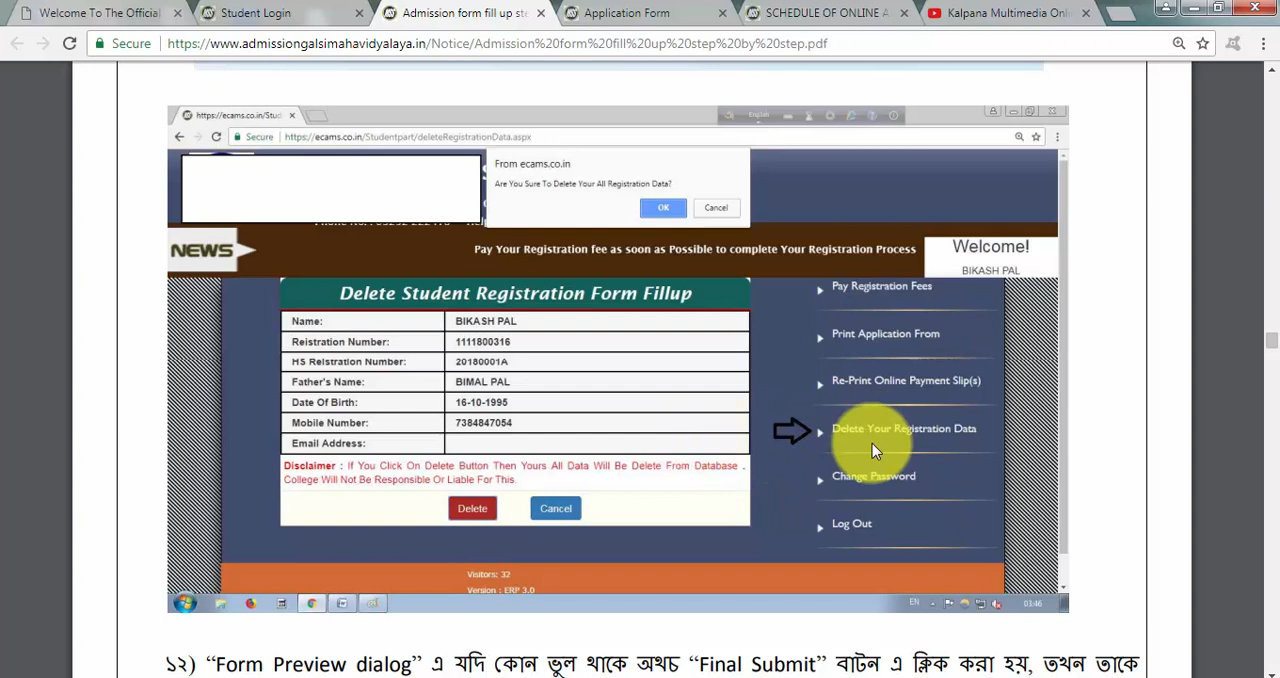 Welcome To The Official
Student Login
Admission form fill up ste
Application Form
SCHEDULE OF ONLINE A
Kalpana Multimedia Onlin
Secure
https://www.admissiongalsimahavidyalaya.in/Notice/Admission%20form%20fill%20up%20step%20by%20step.pdf
https://ecams.co.in/Stud
English
Secure
https://ecams.co.in/Studentpart/deleteRegistrationData.aspx
From ecams.co.in
Are You Sure To Delete Your All Registration Data?
OK
Cancel
NEWS
Pay Your Registration fee as soon as Possible to complete Your Registration Process
Welcome!
BIKASH PAL
Delete Student Registration Form Fillup
Name: BIKASH PAL
Reistration Number: 1111800316
HS Reistration Number: 20180001A
Father's Name: BIMAL PAL
Date Of Birth: 16-10-1995
Mobile Number: 7384847054
Email Address:
Disclaimer : If You Click On Delete Button Then Yours All Data Will Be Delete From Database .
College Will Not Be Responsible Or Liable For This.
Delete
Cancel
Pay Registration Fees
Print Application From
Re-Print Online Payment Slip(s)
Delete Your Registration Data
Change Password
Log Out
Visitors: 32
Version : ERP 3.0
EN
03:46
১২) “Form Preview dialog” এ যদি কোন ভুল থাকে অথচ “Final Submit” বাটন এ ক্লিক করা হয়, তখন তাকে